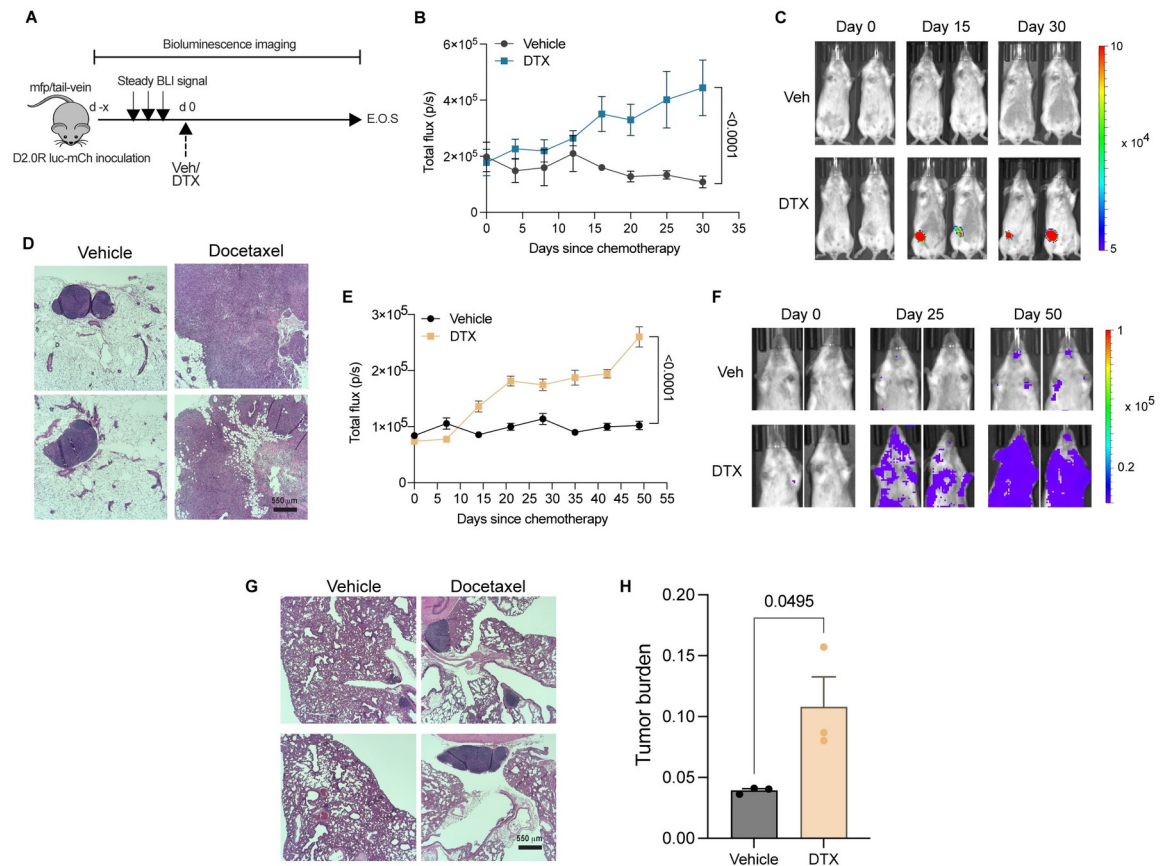 A
Bioluminescence imaging
mfp/tail-vein
Steady BLI signal
d -x
d 0
E.O.S
D2.0R luc-mCh inoculation
Veh/
DTX
B
Vehicle
DTX
Total flux (p/s)
6×10⁵
4×10⁵
2×10⁵
0
<0.0001
0 5 10 15 20 25 30 35
Days since chemotherapy
C
Day 0 Day 15 Day 30
Veh
DTX
10
x 10⁴
5
D
Vehicle Docetaxel
550 µm
E
Vehicle
DTX
Total flux (p/s)
3×10⁵
2×10⁵
1×10⁵
0
<0.0001
0 5 10 15 20 25 30 35 40 45 50 55
Days since chemotherapy
F
Day 0 Day 25 Day 50
Veh
DTX
1
x 10⁵
0.2
G
Vehicle Docetaxel
550 µm
H
0.0495
Tumor burden
0.20
0.15
0.10
0.05
0.00
Vehicle DTX